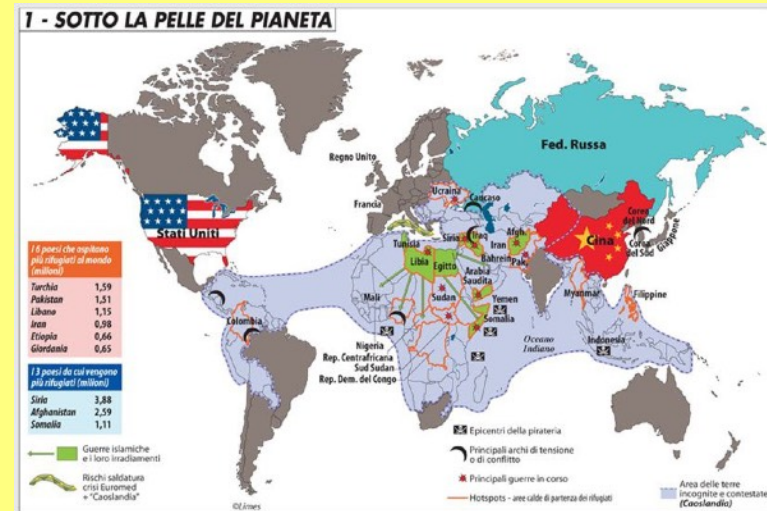 1 - SOTTO LA PELLE DEL PIANETA
Fed. Russa
Regno Unito
Ucraina
Caucaso
Francia
Stati Uniti
Corea
del Nord
Cina
Corea
del Sud
Giappone
Tunisia
Siria
Iraq
Afgh.
Iran
Libia
Egitto
Bahrein
Pak.
Arabia
Saudita
Mali
Sudan
Yemen
Myanmar
Filippine
Somalia
Colombia
Nigeria
Rep. Centrafricana
Sud Sudan
Rep. Dem. del Congo
Oceano
Indiano
Indonesia
I 6 paesi che ospitano
più rifugiati al mondo
(milioni)
Turchia 1,59
Pakistan 1,51
Libano 1,15
Iran 0,98
Etiopia 0,66
Giordania 0,65
I 3 paesi da cui vengono
più rifugiati (milioni)
Siria 3,88
Afghanistan 2,59
Somalia 1,11
Guerre islamiche
e i loro irradiamenti
Rischi saldatura
crisi Euromed
+ "Caoslandia"
©Limes
Epicentri della pirateria
Principali archi di tensione
o di conflitto
Principali guerre in corso
Hotspots - aree calde di partenza dei rifugiati
Area delle terre
incognite e contestate
(Caoslandia)